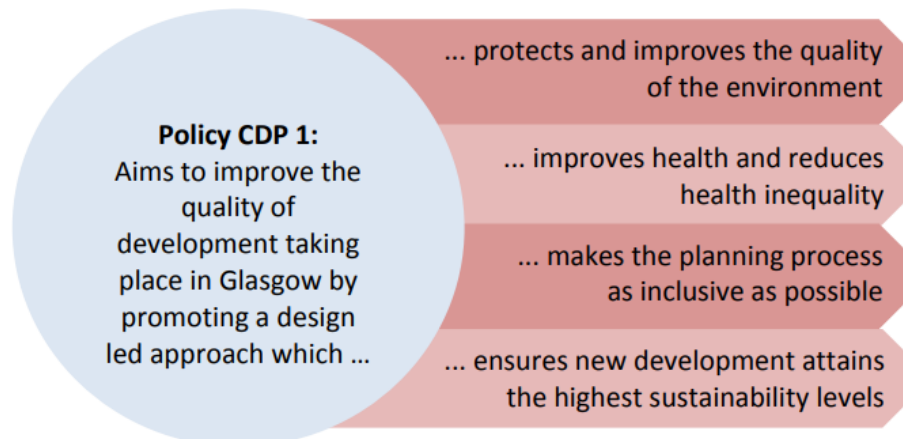 Policy CDP 1:
Aims to improve the
quality of
development taking
place in Glasgow by
promoting a design
led approach which ...
... protects and improves the quality
of the environment
... improves health and reduces
health inequality
... makes the planning process
as inclusive as possible
... ensures new development attains
the highest sustainability levels